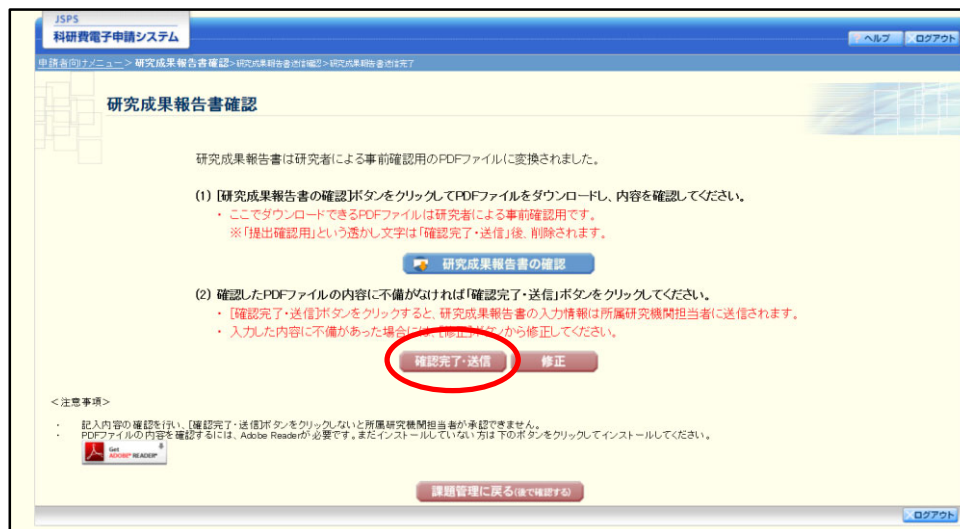 JSPS
科研費電子申請システム
ヘルプ ログアウト
申請者向けメニュー>研究成果報告書確認>研究成果報告書送信確認>研究成果報告書送信完了
研究成果報告書確認
研究成果報告書は研究者による事前確認用のPDFファイルに変換されました。
(1) [研究成果報告書の確認]ボタンをクリックしてPDFファイルをダウンロードし、内容を確認してください。
・ ここでダウンロードできるPDFファイルは研究者による事前確認用です。
※「提出確認用」という透かし文字は「確認完了・送信」後、削除されます。
研究成果報告書の確認
(2) 確認したPDFファイルの内容に不備がなければ「確認完了・送信」ボタンをクリックしてください。
・ [確認完了・送信]ボタンをクリックすると、研究成果報告書の入力情報は所属研究機関担当者に送信されます。
・ 入力した内容に不備があった場合には、[修正]ボタンから修正してください。
確認完了・送信 修正
<注意事項>
・ 記入内容の確認を行い、[確認完了・送信]ボタンをクリックしないと所属研究機関担当者が承認できません。
・ PDFファイルの内容を確認するには、Adobe Readerが必要です。まだインストールしていない方は下のボタンをクリックしてインストールしてください。
Get
ADOBE® READER®
課題管理に戻る(後で確認する)
ログアウト